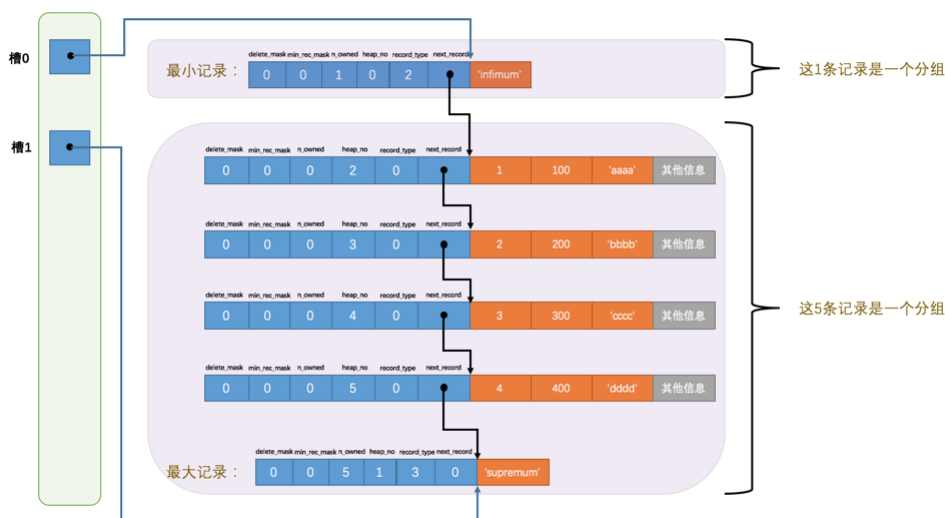 槽0
delete_mask min_rec_mask n_owned heap_no record_type next_record
最小记录： 0 0 1 0 2 'infimum'
这1条记录是一个分组
槽1
delete_mask min_rec_mask n_owned heap_no record_type next_record
0 0 0 2 0 1 100 'aaaa' 其他信息
delete_mask min_rec_mask n_owned heap_no record_type next_record
0 0 0 3 0 2 200 'bbbb' 其他信息
delete_mask min_rec_mask n_owned heap_no record_type next_record
0 0 0 4 0 3 300 'cccc' 其他信息
这5条记录是一个分组
delete_mask min_rec_mask n_owned heap_no record_type next_record
0 0 0 5 0 4 400 'dddd' 其他信息
delete_mask min_rec_mask n_owned heap_no record_type next_record
最大记录： 0 0 5 1 3 0 'supremum'